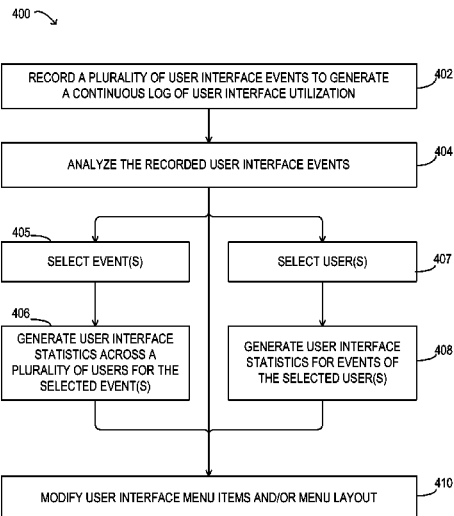 400
RECORD A PLURALITY OF USER INTERFACE EVENTS TO GENERATE
A CONTINUOUS LOG OF USER INTERFACE UTILIZATION
402
ANALYZE THE RECORDED USER INTERFACE EVENTS
404
405
SELECT EVENT(S)
SELECT USER(S)
407
406
GENERATE USER INTERFACE
STATISTICS ACROSS A
PLURALITY OF USERS FOR THE
SELECTED EVENT(S)
GENERATE USER INTERFACE
STATISTICS FOR EVENTS OF
THE SELECTED USER(S)
408
MODIFY USER INTERFACE MENU ITEMS AND/OR MENU LAYOUT
410